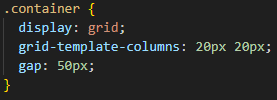 .container {
  display: grid;
  grid-template-columns: 20px 20px;
  gap: 50px;
}